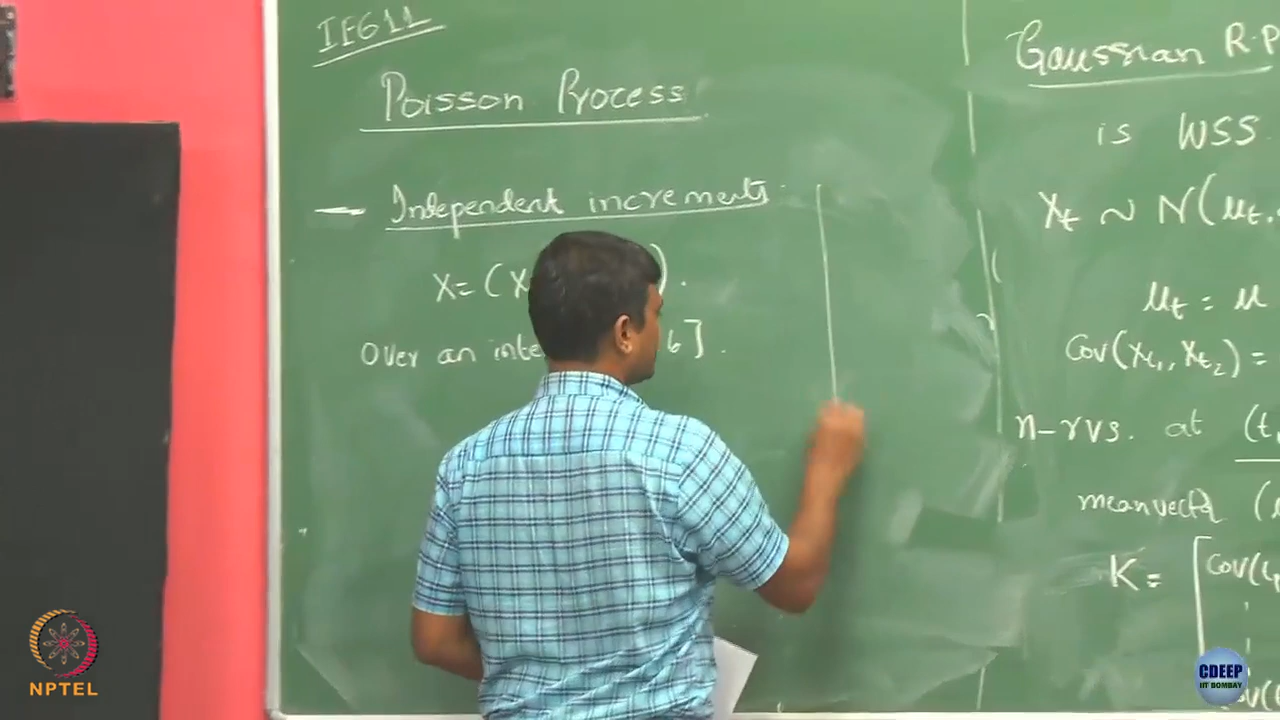 IE611
Poisson Process
— Independent increments.
X = (X ).
Over an b].
Gaussian R.P
is WSS.
Xt ~ N(μt,
μt = μ
Cov(Xt1, Xt2) =
n-rvs. at (t1
mean vector (
K = [ Cov(
NPTEL
CDEEP
IIT BOMBAY